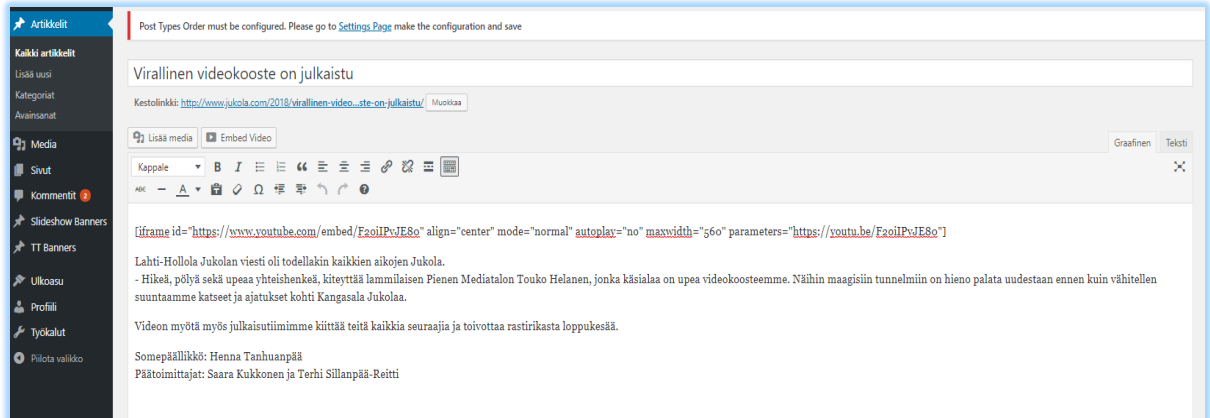 Artikkelit
Kaikki artikkelit
Lisää uusi
Kategoriat
Avainsanat
Media
Sivut
Kommentit 2
Slideshow Banners
TT Banners
Ulkoasu
Profiili
Työkalut
Piilota valikko
Post Types Order must be configured. Please go to Settings Page make the configuration and save
Virallinen videokooste on julkaistu
Kestolinkki: http://www.jukola.com/2018/virallinen-video...ste-on-julkaistu/ Muokkaa
Lisää media Embed Video
Graafinen Teksti
Kappale B I
ABC A Ω
[iframe id="https://www.youtube.com/embed/F2oiIPvJE80" align="center" mode="normal" autoplay="no" maxwidth="560" parameters="https://youtu.be/F2oiIPvJE80"]
Lahti-Hollola Jukolan viesti oli todellakin kaikkien aikojen Jukola.
- Hikeä, pölyä sekä upeaa yhteishenkeä, kiteyttää lammilaisen Pienen Mediatalon Touko Helanen, jonka käsialaa on upea videokoosteemme. Näihin maagisiin tunnelmiin on hieno palata uudestaan ennen kuin vähitellen
suuntaamme katseet ja ajatukset kohti Kangasala Jukolaa.
Videon myötä myös julkaisutiimimme kiittää teitä kaikkia seuraajia ja toivottaa rastirikasta loppukesää.
Somepäällikkö: Henna Tanhuanpää
Päätoimittajat: Saara Kukkonen ja Terhi Sillanpää-Reitti